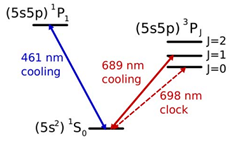 (5s5p) ¹P₁
(5s5p) ³P_J
J=2
J=1
J=0
461 nm
cooling
689 nm
cooling
698 nm
clock
(5s²) ¹S₀